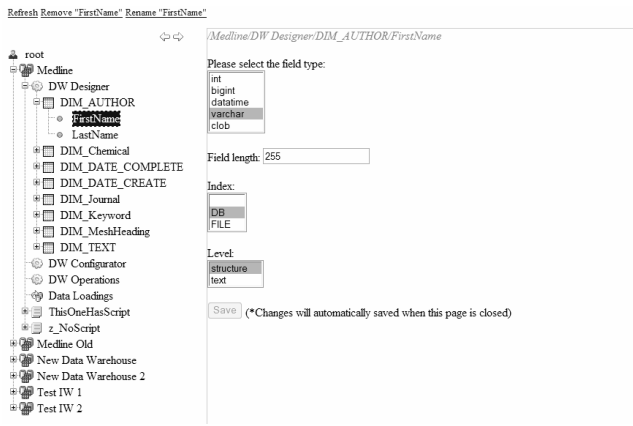 Refresh Remove "FirstName" Rename "FirstName"
root
Medline
DW Designer
DIM_AUTHOR
FirstName
LastName
DIM_Chemical
DIM_DATE_COMPLETE
DIM_DATE_CREATE
DIM_Journal
DIM_Keyword
DIM_MeshHeading
DIM_TEXT
DW Configurator
DW Operations
Data Loadings
ThisOneHasScript
z_NoScript
Medline Old
New Data Warehouse
New Data Warehouse 2
Test IW 1
Test IW 2
/Medline/DW Designer/DIM_AUTHOR/FirstName
Please select the field type:
int
bigint
datatime
varchar
clob
Field length: 255
Index:
DB
FILE
Level:
structure
text
Save (*Changes will automatically saved when this page is closed)